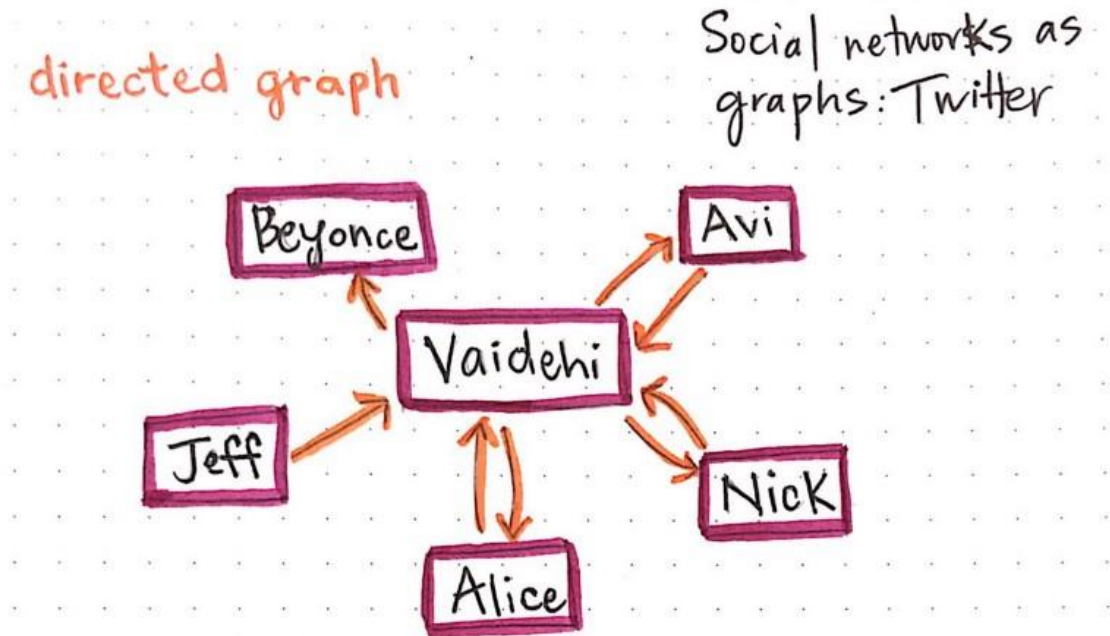 directed graph
Social networks as
graphs: Twitter
Beyonce
Avi
Vaidehi
Jeff
Nick
Alice